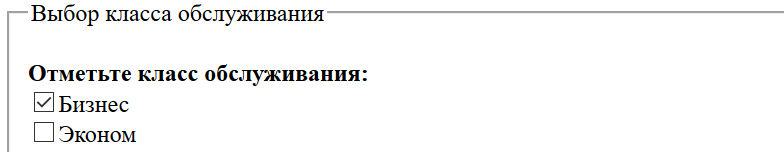 Выбор класса обслуживания
Отметьте класс обслуживания:
Бизнес
Эконом